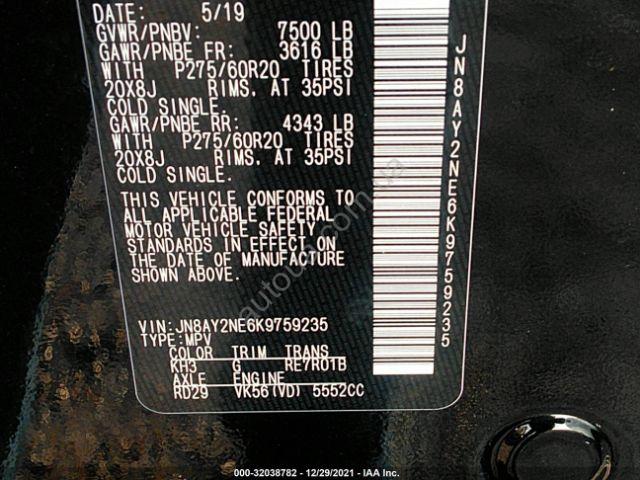 DATE: 5/19
GVWR/PNBV: 7500 LB
GAWR/PNBE FR: 3616 LB
WITH P275/60R20 TIRES
20X8J RIMS, AT 35PSI
COLD SINGLE.
GAWR/PNBE RR: 4343 LB
WITH P275/60R20 TIRES
20X8J RIMS, AT 35PSI
COLD SINGLE.
THIS VEHICLE CONFORMS TO
ALL APPLICABLE FEDERAL
MOTOR VEHICLE SAFETY
STANDARDS IN EFFECT ON
THE DATE OF MANUFACTURE
SHOWN ABOVE.
VIN: JN8AY2NE6K9759235
TYPE: MPV
COLOR TRIM TRANS
KH3 G RE7R01B
AXLE ENGINE
RD29 VK56(VD) 5552CC
JN8AY2NE6K9759235
000-32038782 - 12/29/2021 - IAA Inc.